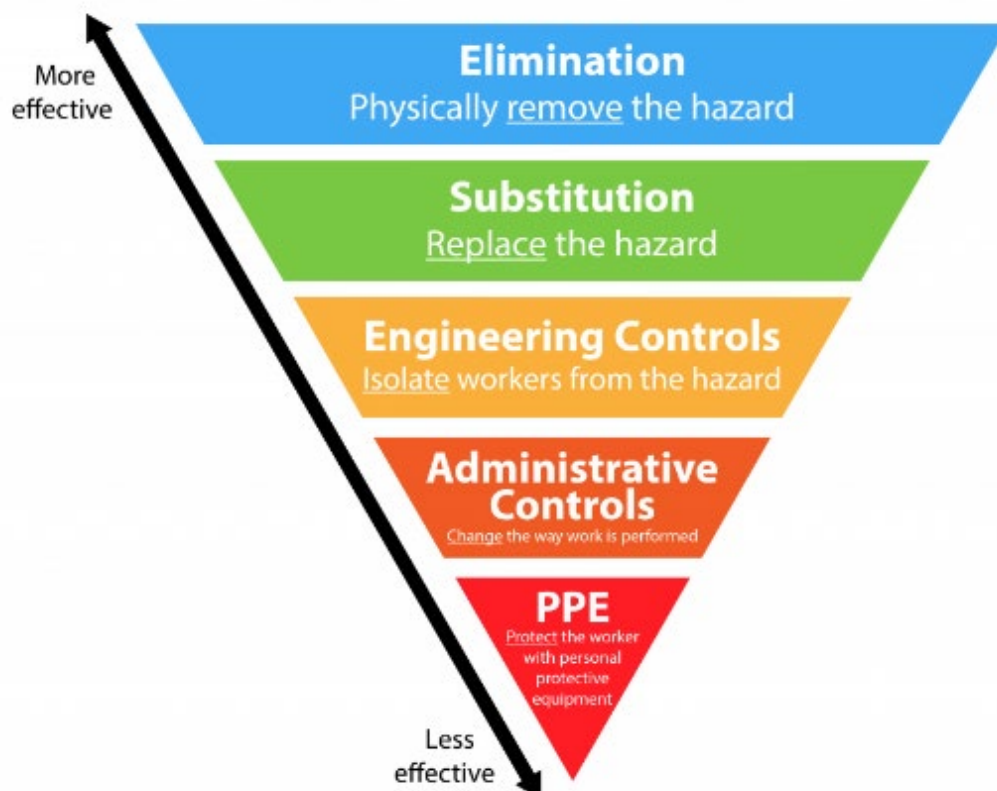 More
effective
Elimination
Physically remove the hazard
Substitution
Replace the hazard
Engineering Controls
Isolate workers from the hazard
Administrative
Controls
Change the way work is performed
PPE
Protect the worker
with personal
protective
equipment
Less
effective